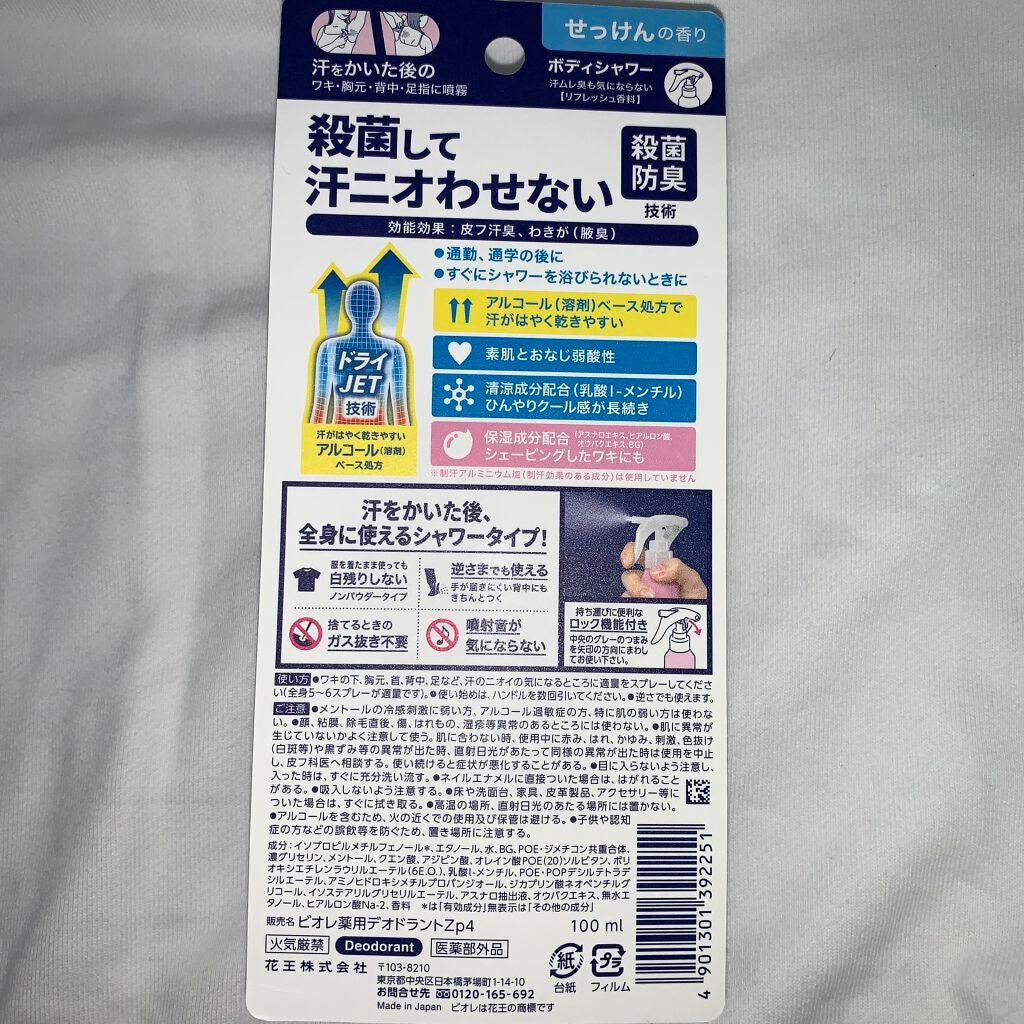 せっけんの香り
汗をかいた後の
ワキ・胸元・背中・足指に噴霧
ボディシャワー
汗ムレ臭も気にならない
【リフレッシュ香料】
殺菌して
汗ニオわせない
殺菌
防臭
技術
効能効果:皮フ汗臭、わきが(腋臭)
●通勤、通学の後に
●すぐにシャワーを浴びられないときに
ドライ
JET
技術
汗がはやく乾きやすい
アルコール(溶剤)
ベース処方
アルコール(溶剤)ベース処方で
汗がはやく乾きやすい
素肌とおなじ弱酸性
清涼成分配合(乳酸l-メンチル)
ひんやりクール感が長続き
保湿成分配合(アスナロエキス、ヒアルロン酸、
オウバクエキス、BG)
シェービングしたワキにも
※制汗アルミニウム塩(制汗効果のある成分)は使用していません
汗をかいた後、
全身に使えるシャワータイプ!
服を着たまま使っても
白残りしない
ノンパウダータイプ
逆さまでも使える
手が届きにくい背中にも
きちんとつく
捨てるときの
ガス抜き不要
噴射音が
気にならない
持ち運びに便利な
ロック機能付き
中央のグレーのつまみ
を矢印の方向にまわし
てお使い下さい。
使い方 ●ワキの下、胸元、首、背中、足など、汗のニオイの気になるところに適量をスプレーしてくださ
い(全身5~6スプレーが適量です)。●使い始めは、ハンドルを数回引いてください。●逆さでも使えます。
ご注意 ●メントールの冷感刺激に弱い方、アルコール過敏症の方、特に肌の弱い方は使わな
い。●顔、粘膜、除毛直後、傷、はれもの、湿疹等異常のあるところには使わない。●肌に異常が
生じていないかよく注意して使う。肌に合わない時、使用中に赤み、はれ、かゆみ、刺激、色抜け
(白斑等)や黒ずみ等の異常が出た時、直射日光があたって同様の異常が出た時は使用を中止
し、皮フ科医へ相談する。使い続けると症状が悪化することがある。●目に入らないよう注意し、
入った時は、すぐに充分洗い流す。●ネイルエナメルに直接ついた場合は、はがれること
がある。●吸入しないよう注意する。●床や洗面台、家具、皮革製品、アクセサリー等に
ついた場合は、すぐに拭き取る。●高温の場所、直射日光のあたる場所には置かない。
●アルコールを含むため、火の近くでの使用及び保管は避ける。●子供や認知
症の方などの誤飲等を防ぐため、置き場所に注意する。
成分:イソプロピルメチルフェノール*、エタノール、水、BG、POE・ジメチコン共重合体、
濃グリセリン、メントール、クエン酸、アジピン酸、オレイン酸POE(20)ソルビタン、ポリ
オキシエチレンラウリルエーテル(6E.O.)、乳酸l-メンチル、POE・POPデシルテトラデ
シルエーテル、アミノヒドロキシメチルプロパンジオール、ジカプリン酸ネオペンチルグ
リコール、イソステアリルグリセリルエーテル、アスナロ抽出液、オウバクエキス、無水エ
タノール、ヒアルロン酸Na-2、香料 *は「有効成分」無表示は「その他の成分」
販売名 ビオレ薬用デオドラントZp4 100 ml
火気厳禁 Deodorant 医薬部外品
花王株式会社 〒103-8210
東京都中央区日本橋茅場町1-14-10
お問合せ先 0120-165-692
Made in Japan ビオレは花王の商標です
紙
台紙
プラ
フィルム
4 901301 392251